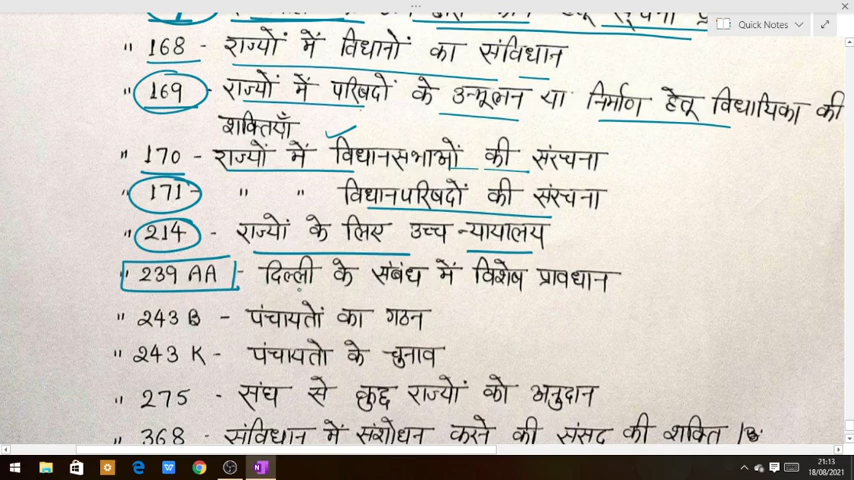 Quick Notes
" 168 - राज्यों में विधानों का संविधान
" 169 - राज्यों में परिषदों के उन्मूलन या निर्माण हेतू विधायिका की
शक्तियाँ
" 170 - राज्यों में विधानसभाओं की संरचना
" 171 - " " विधानपरिषदों की संरचना
" 214 - राज्यों के लिए उच्च न्यायालय
" 239 AA - दिल्ली के संबंध में विशेष प्रावधान
" 243 B - पंचायतों का गठन
" 243 K - पंचायतो के चुनाव
" 275 - संघ से कुछ राज्यों को अनुदान
" 368 - संविधान में संशोधन करने की संसद की शक्ति
21:13
18/08/2021